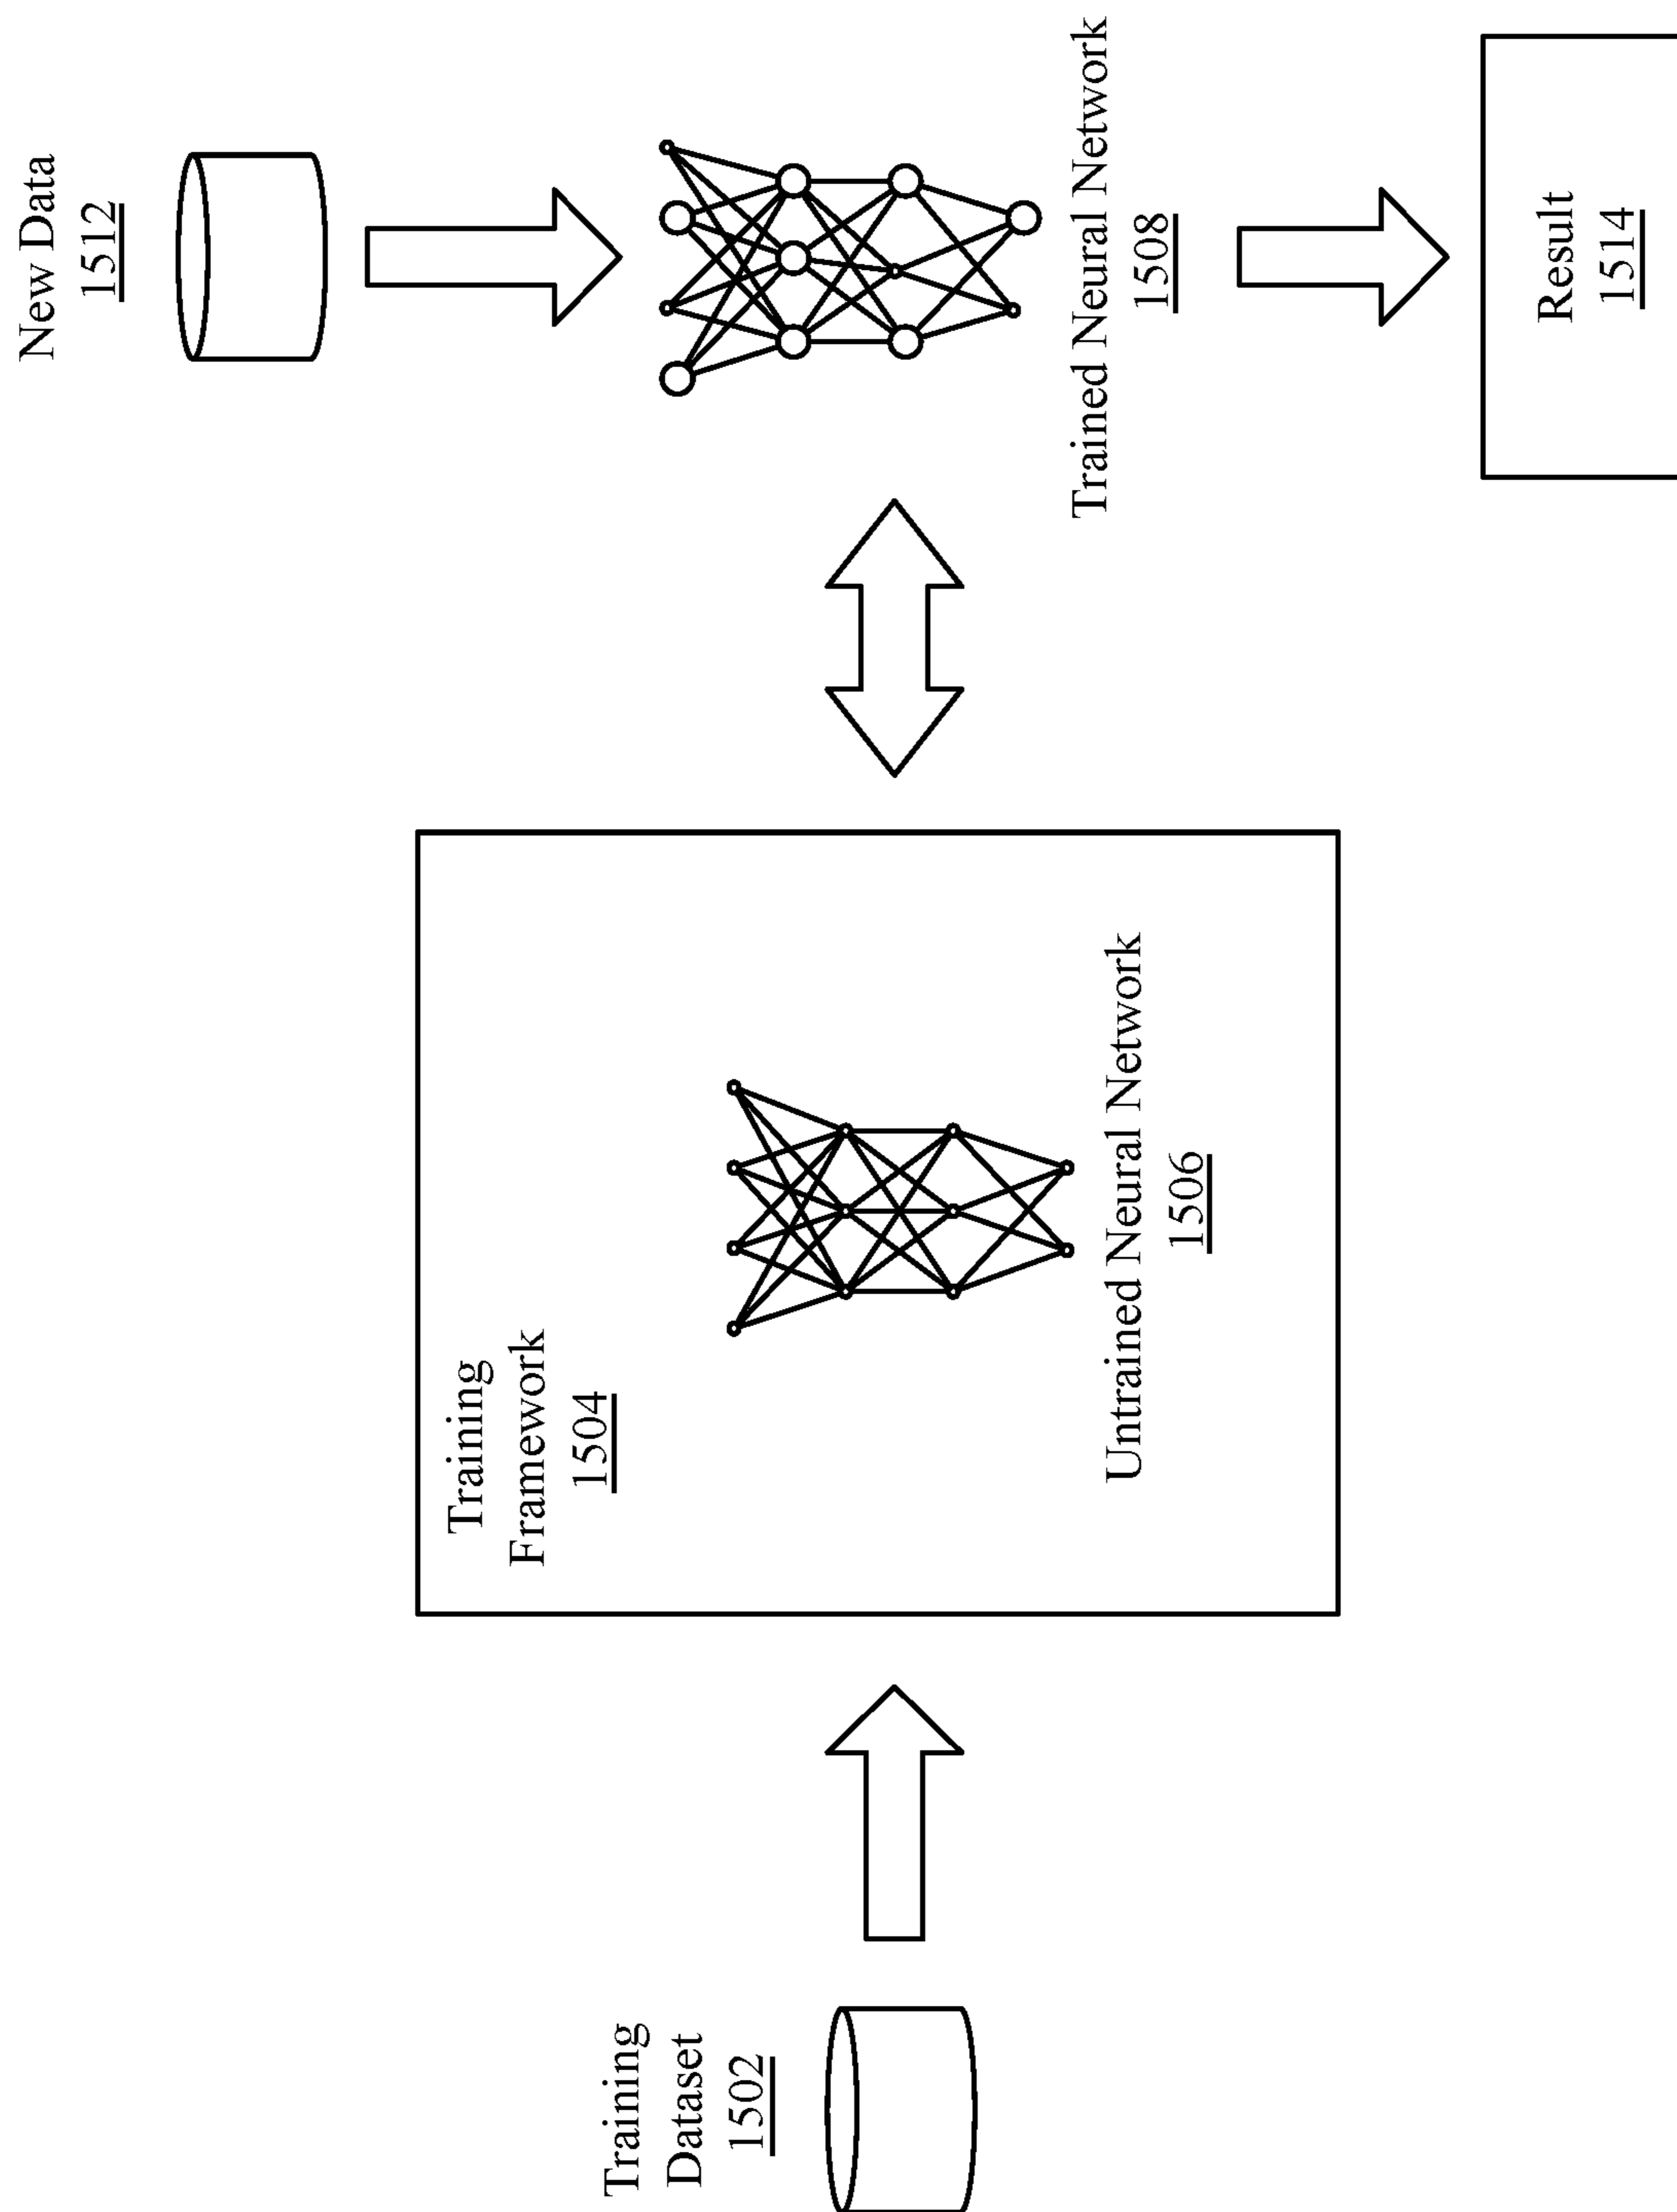 Training
Dataset
1502
Training
Framework
1504
Untrained Neural Network
1506
New Data
1512
Trained Neural Network
1508
Result
1514